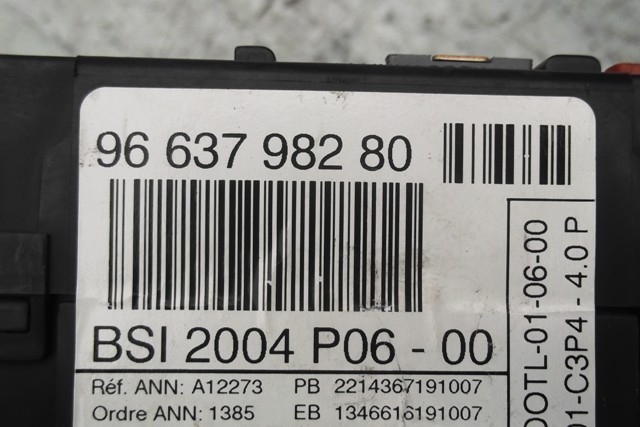 96 637 982 80
BSI 2004 P06 - 00
Réf. ANN: A12273 PB 2214367191007
Ordre ANN: 1385 EB 1346616191007
OOTL-01-06-00
01-C3P4 - 4.0 P